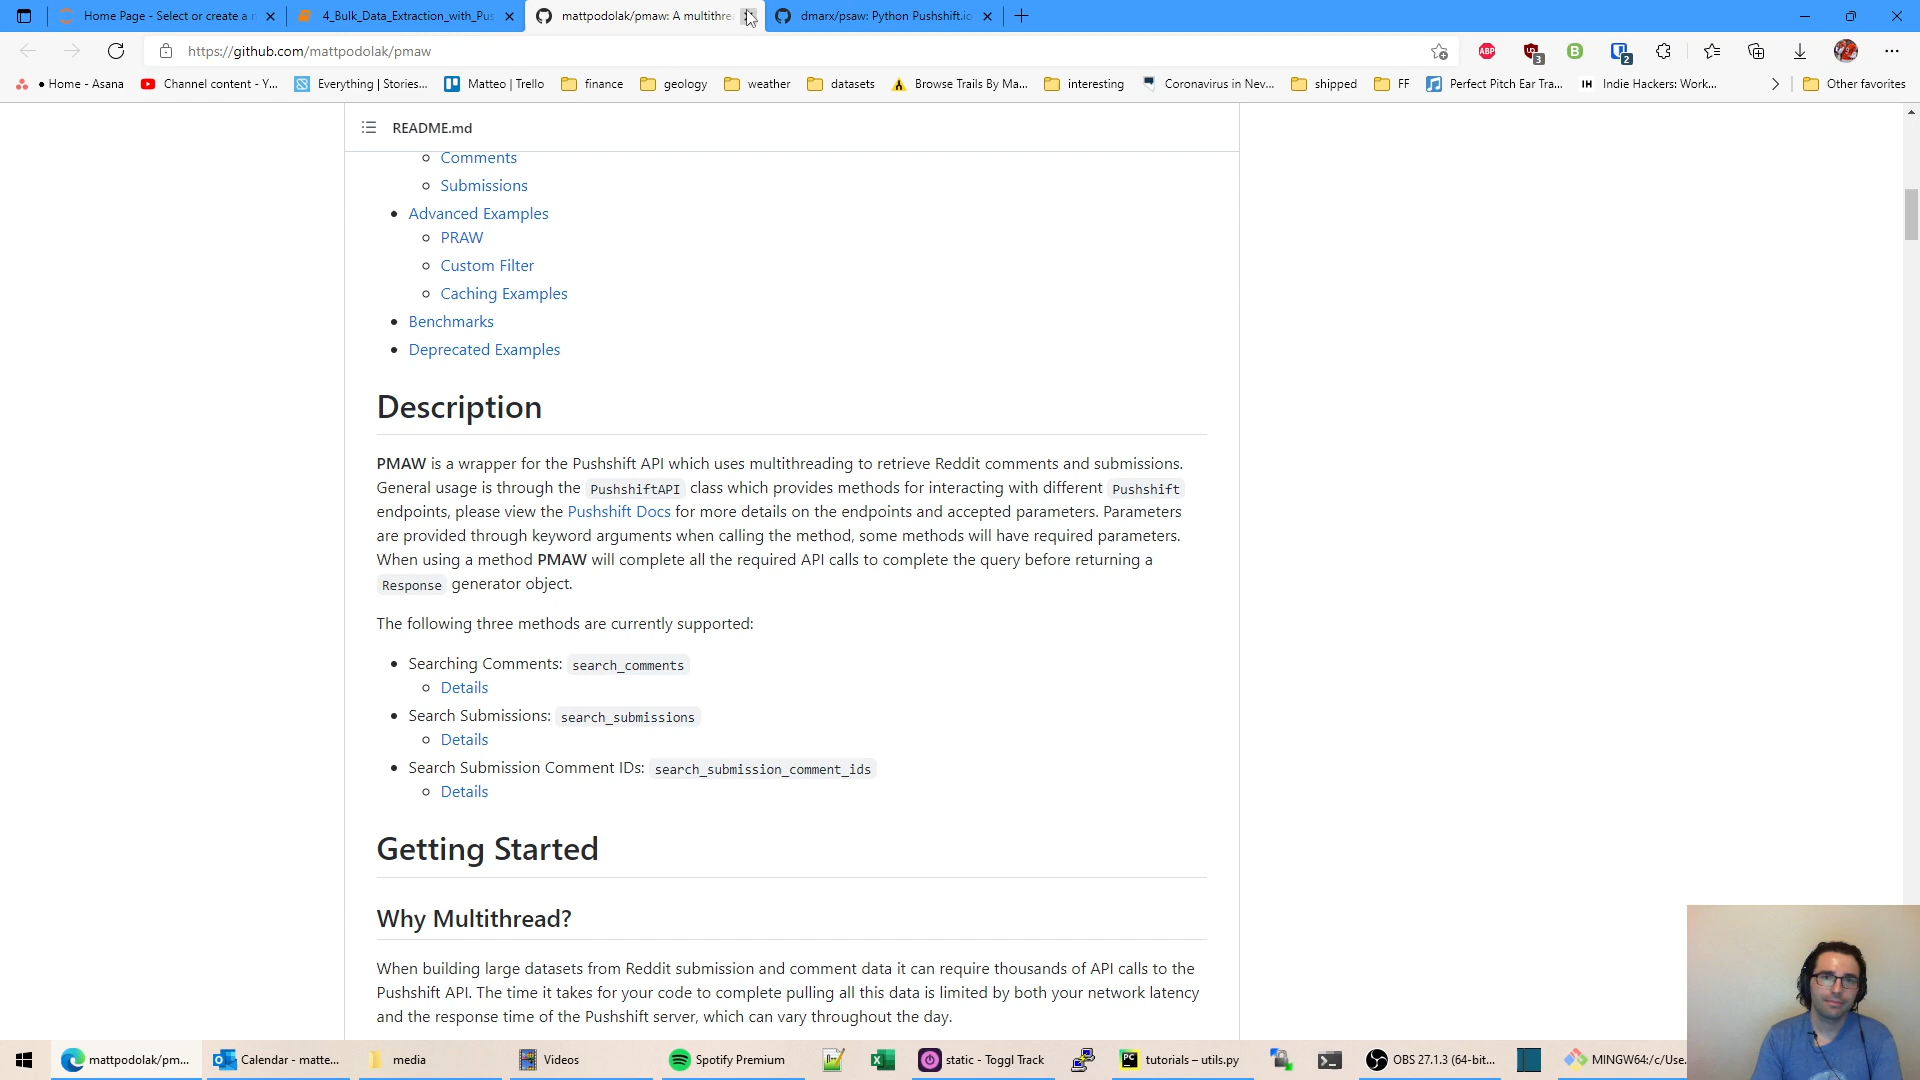 Home Page - Select or create a n
4_Bulk_Data_Extraction_with_Pus
mattpodolak/pmaw: A multithrea
dmarx/psaw: Python Pushshift.io
https://github.com/mattpodolak/pmaw
ABP
3
B
2
• Home - Asana
Channel content - Y...
Everything | Stories...
Matteo | Trello
finance
geology
weather
datasets
Browse Trails By Ma...
interesting
Coronavirus in Nev...
shipped
FF
Perfect Pitch Ear Tra...
IH
Indie Hackers: Work...
Other favorites
README.md
Comments
Submissions
Advanced Examples
PRAW
Custom Filter
Caching Examples
Benchmarks
Deprecated Examples
Description
PMAW is a wrapper for the Pushshift API which uses multithreading to retrieve Reddit comments and submissions.
General usage is through the PushshiftAPI class which provides methods for interacting with different Pushshift
endpoints, please view the Pushshift Docs for more details on the endpoints and accepted parameters. Parameters
are provided through keyword arguments when calling the method, some methods will have required parameters.
When using a method PMAW will complete all the required API calls to complete the query before returning a
Response generator object.
The following three methods are currently supported:
Searching Comments: search_comments
Details
Search Submissions: search_submissions
Details
Search Submission Comment IDs: search_submission_comment_ids
Details
Getting Started
Why Multithread?
When building large datasets from Reddit submission and comment data it can require thousands of API calls to the
Pushshift API. The time it takes for your code to complete pulling all this data is limited by both your network latency
and the response time of the Pushshift server, which can vary throughout the day.
mattpodolak/pm...
Calendar - matte...
media
Videos
Spotify Premium
static - Toggl Track
PC
tutorials – utils.py
OBS 27.1.3 (64-bit...
MINGW64:/c/Use...